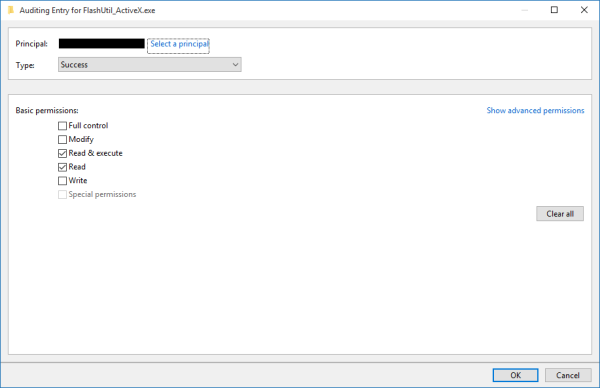 Auditing Entry for FlashUtil_ActiveX.exe
Principal: Select a principal
Type: Success
Basic permissions: Show advanced permissions
Full control
Modify
Read & execute
Read
Write
Special permissions
Clear all
OK Cancel